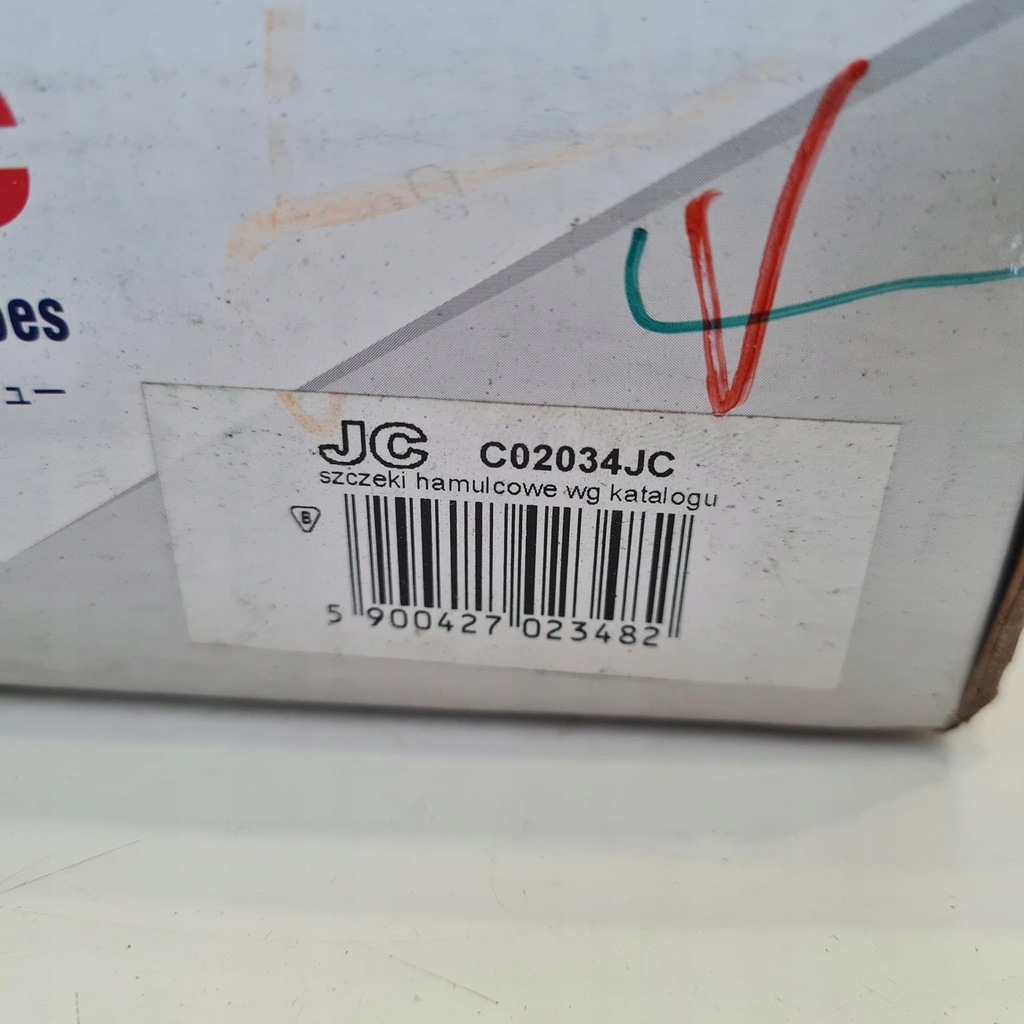 oes
ュー
JC C02034JC
szczeki hamulcowe wg katalogu
B
5 900427 023482